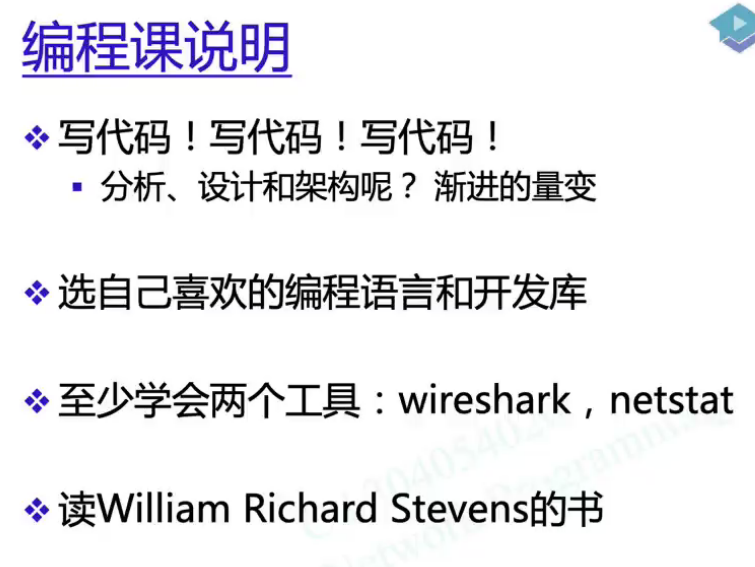 编程课说明
写代码！写代码！写代码！
分析、设计和架构呢？ 渐进的量变
选自己喜欢的编程语言和开发库
至少学会两个工具：wireshark，netstat
读William Richard Stevens的书